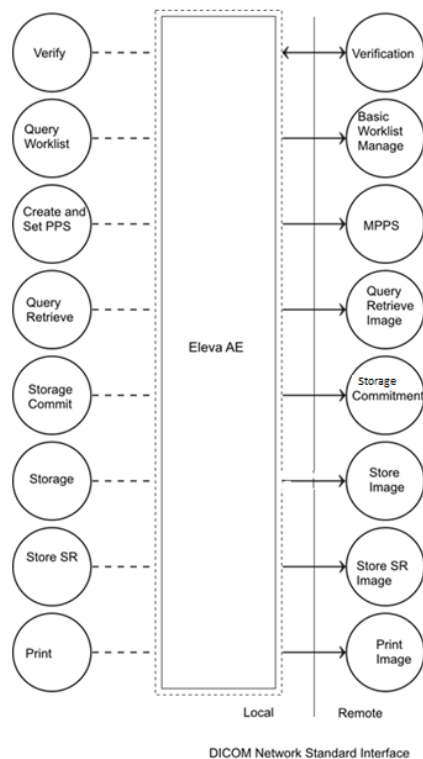 Verify
Verification
Query
Worklist
Basic
Worklist
Manage
Create and
Set PPS
MPPS
Query
Retrieve
Query
Retrieve
Image
Eleva AE
Storage
Commit
Storage
Commitment
Storage
Store
Image
Store SR
Store SR
Image
Print
Print
Image
Local
Remote
DICOM Network Standard Interface